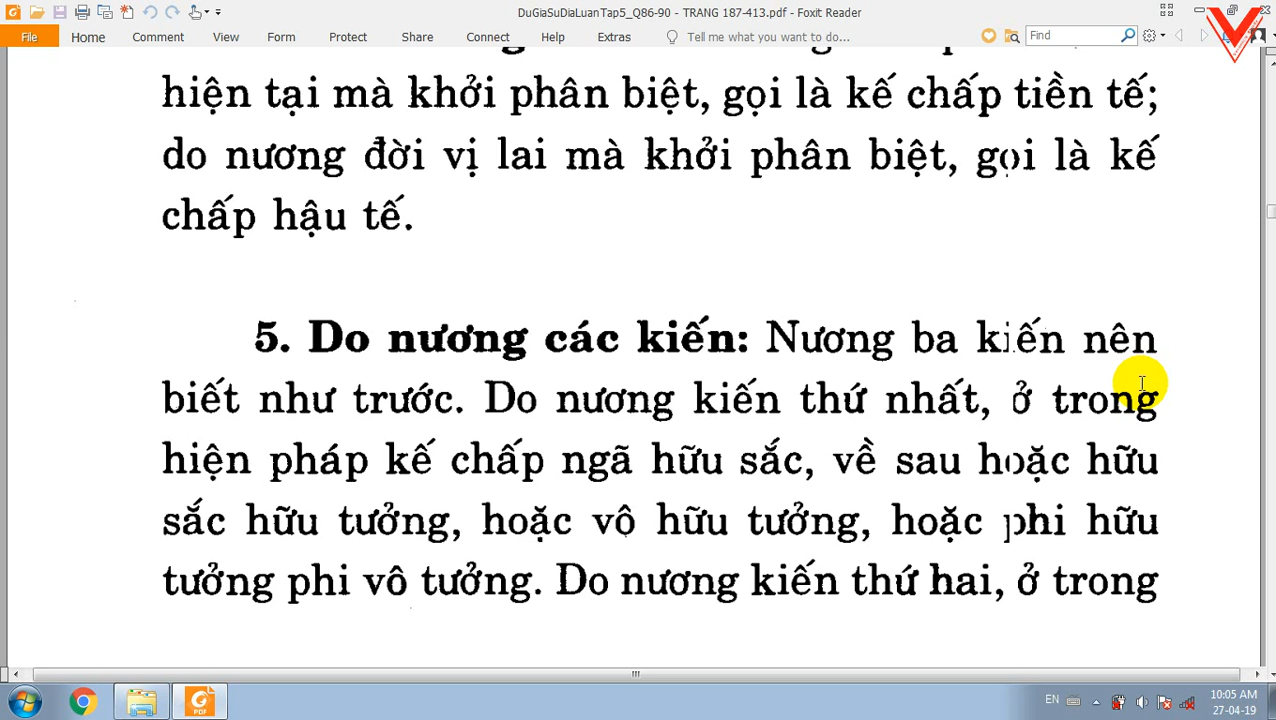 DuGiaSuDiaLuanTap5_Q86-90 - TRANG 187-413.pdf - Foxit Reader
File Home Comment View Form Protect Share Connect Help Extras Tell me what you want to do... Find
hiện tại mà khởi phân biệt, gọi là kế chấp tiền tế;
do nương đời vị lai mà khởi phân biệt, gọi là kế
chấp hậu tế.
5. Do nương các kiến: Nương ba kiến nên
biết như trước. Do nương kiến thứ nhất, ở trong
hiện pháp kế chấp ngã hữu sắc, về sau hoặc hữu
sắc hữu tưởng, hoặc vô hữu tưởng, hoặc phi hữu
tưởng phi vô tưởng. Do nương kiến thứ hai, ở trong
EN 10:05 AM
27-04-19